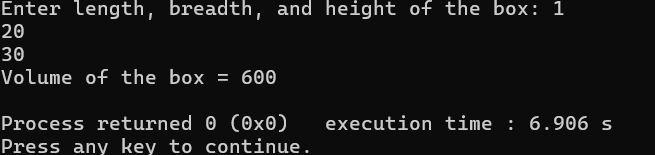 Enter length, breadth, and height of the box: 1
20
30
Volume of the box = 600
Process returned 0 (0x0)   execution time : 6.906 s
Press any key to continue.